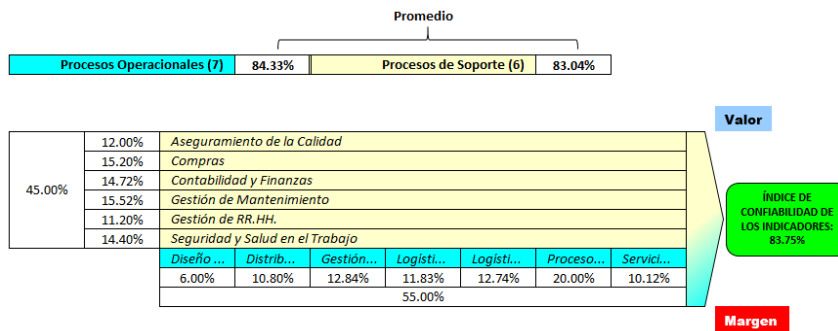 Promedio
Procesos Operacionales (7) 84.33% Procesos de Soporte (6) 83.04%
Valor
45.00%
12.00% Aseguramiento de la Calidad
15.20% Compras
14.72% Contabilidad y Finanzas
15.52% Gestión de Mantenimiento
11.20% Gestión de RR.HH.
14.40% Seguridad y Salud en el Trabajo
Diseño ... Distrib... Gestión... Logísti... Logísti... Proceso... Servici...
6.00% 10.80% 12.84% 11.83% 12.74% 20.00% 10.12%
55.00%
ÍNDICE DE
CONFIABILIDAD DE
LOS INDICADORES:
83.75%
Margen